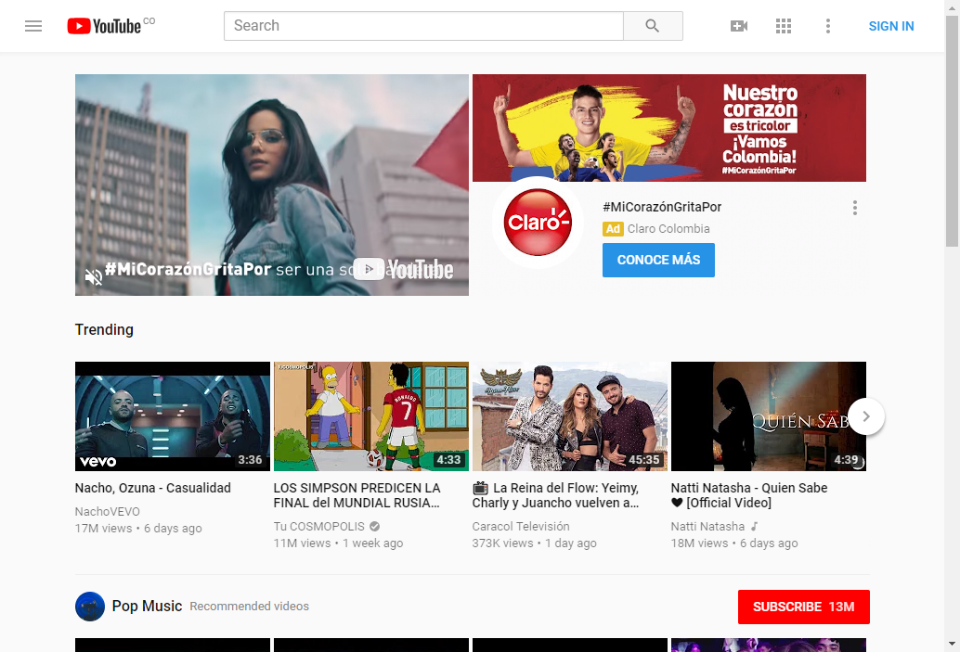 YouTube CO
Search
SIGN IN
Nuestro
corazón
es tricolor
¡Vamos
Colombia!
#MiCorazónGritaPor
#MiCorazónGritaPor ser una
YouTube
Claro
#MiCorazónGritaPor
Ad Claro Colombia
CONOCE MÁS
Trending
vevo
3:36
#COSMOPOLIS
RONALDO
7
4:33
45:35
QUIÉN SAB
4:39
Nacho, Ozuna - Casualidad
NachoVEVO
17M views • 6 days ago
LOS SIMPSON PREDICEN LA
FINAL del MUNDIAL RUSIA...
Tu COSMOPOLIS
11M views • 1 week ago
📺 La Reina del Flow: Yeimy,
Charly y Juancho vuelven a...
Caracol Televisión
373K views • 1 day ago
Natti Natasha - Quien Sabe
❤ [Official Video]
Natti Natasha ♪
18M views • 6 days ago
Pop Music Recommended videos
SUBSCRIBE 13M